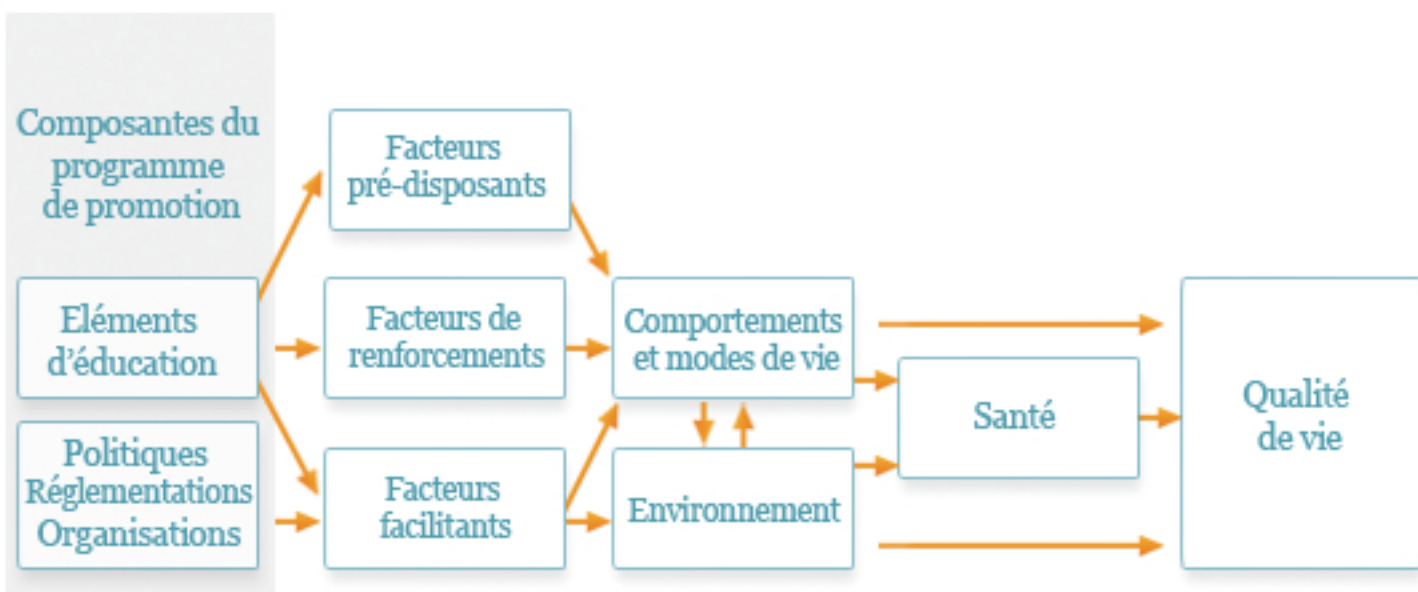 Composantes du
programme
de promotion
Eléments
d'éducation
Politiques
Réglementations
Organisations
Facteurs
pré-disposants
Facteurs de
renforcements
Facteurs
facilitants
Comportements
et modes de vie
Environnement
Santé
Qualité
de vie